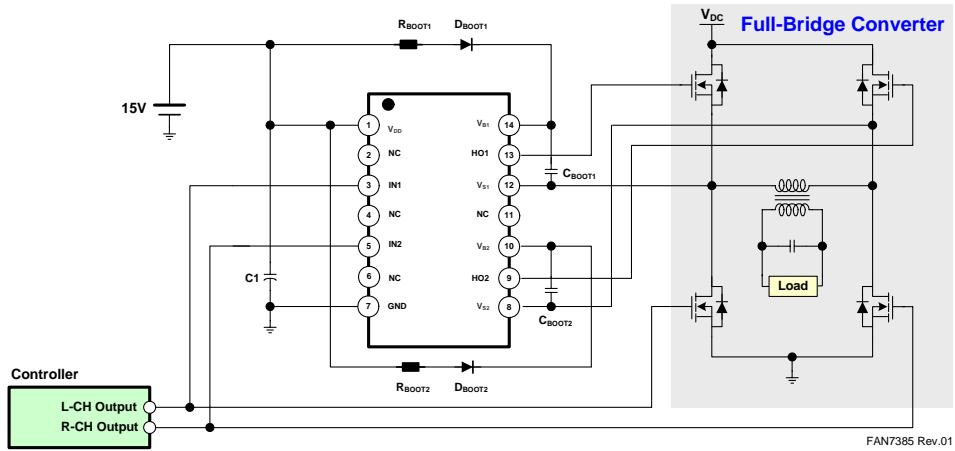 Full-Bridge Converter
VDC
RBOOT1 DBOOT1
15V
1 VDD VB1 14
2 NC HO1 13
CBOOT1
3 IN1 VS1 12
4 NC NC 11
5 IN2 VB2 10
6 NC HO2 9
C1
7 GND VS2 8
Load
CBOOT2
RBOOT2 DBOOT2
Controller
L-CH Output
R-CH Output
FAN7385 Rev.01